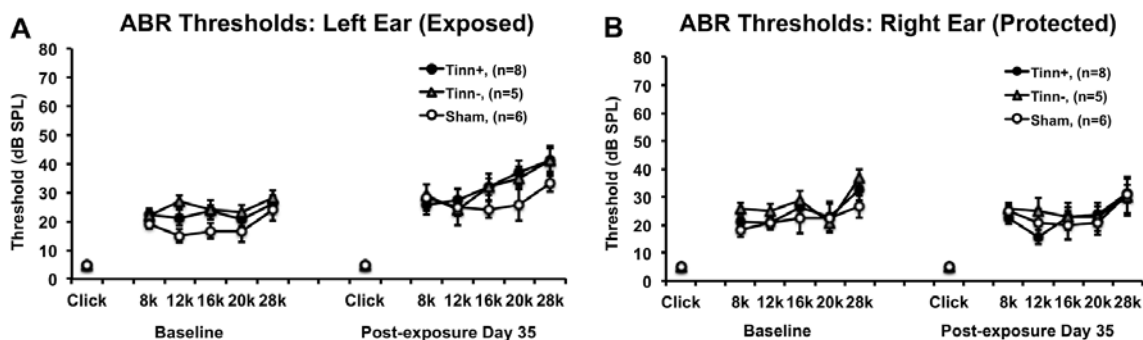 A
ABR Thresholds: Left Ear (Exposed)
80
70
60
50
40
30
20
10
0
Threshold (dB SPL)
Tinn+, (n=8)
Tinn-, (n=5)
Sham, (n=6)
Click 8k 12k 16k 20k 28k Click 8k 12k 16k 20k 28k
Baseline Post-exposure Day 35
B
ABR Thresholds: Right Ear (Protected)
80
70
60
50
40
30
20
10
0
Threshold (dB SPL)
Tinn+, (n=8)
Tinn-, (n=5)
Sham, (n=6)
Click 8k 12k 16k 20k 28k Click 8k 12k 16k 20k 28k
Baseline Post-exposure Day 35